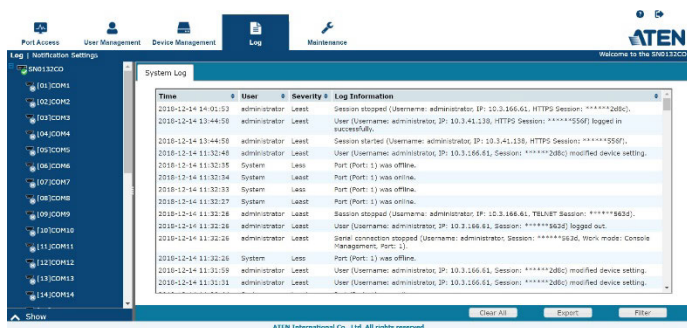 ATEN
Port Access
User Management
Device Management
Log
Maintenance
Log | Notification Settings
Welcome to the SN0132CO
SN0132CO
[01]COM1
[02]COM2
[03]COM3
[04]COM4
[05]COM5
[06]COM6
[07]COM7
[08]COM8
[09]COM9
[10]COM10
[11]COM11
[12]COM12
[13]COM13
[14]COM14
Show
System Log
Time User Severity Log Information
2018-12-14 14:01:53 administrator Least Session stopped (Username: administrator, IP: 10.3.166.61, HTTPS Session: ******2d8c).
2018-12-14 13:44:58 administrator Least User (Username: administrator, IP: 10.3.41.138, HTTPS Session: ******556f) logged in
successfully.
2018-12-14 13:44:58 administrator Least Session started (Username: administrator, IP: 10.3.41.138, HTTPS Session: ******556f).
2018-12-14 11:32:48 administrator Least User (Username: administrator, IP: 10.3.166.61, Session: ******2d8c) modified device setting.
2018-12-14 11:32:35 System Less Port (Port: 1) was offline.
2018-12-14 11:32:34 System Least Port (Port: 1) was online.
2018-12-14 11:32:33 System Less Port (Port: 1) was offline.
2018-12-14 11:32:27 System Least Port (Port: 1) was online.
2018-12-14 11:32:26 administrator Least Session stopped (Username: administrator, IP: 10.3.166.61, TELNET Session: ******563d).
2018-12-14 11:32:26 administrator Least User (Username: administrator, IP: 10.3.166.61, Session: ******563d) logged out.
2018-12-14 11:32:26 administrator Least Serial connection stopped (Username: administrator, Session: ******563d, Work mode: Console
Management, Port: 1).
2018-12-14 11:32:26 System Less Port (Port: 1) was offline.
2018-12-14 11:31:59 administrator Least User (Username: administrator, IP: 10.3.166.61, Session: ******2d8c) modified device setting.
2018-12-14 11:31:31 administrator Least User (Username: administrator, IP: 10.3.166.61, Session: ******2d8c) modified device setting.
Clear All
Export
Filter
ATEN International Co., Ltd. All rights reserved.